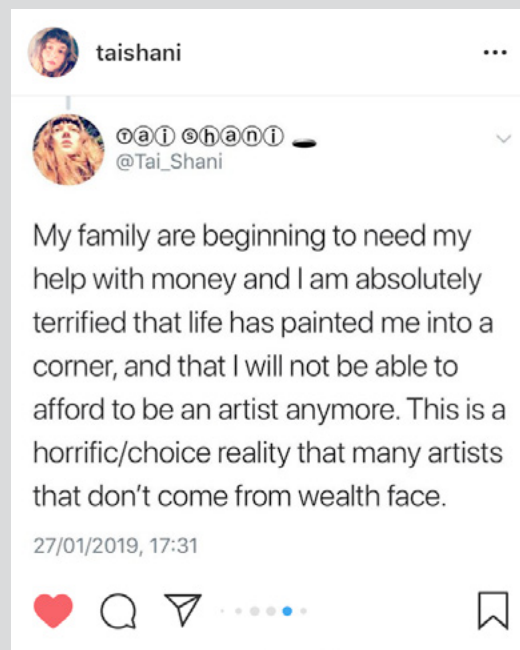 taishani
Ⓣⓐⓘ Ⓢⓗⓐⓝⓘ 🕳
@Tai_Shani
My family are beginning to need my
help with money and I am absolutely
terrified that life has painted me into a
corner, and that I will not be able to
afford to be an artist anymore. This is a
horrific/choice reality that many artists
that don’t come from wealth face.
27/01/2019, 17:31